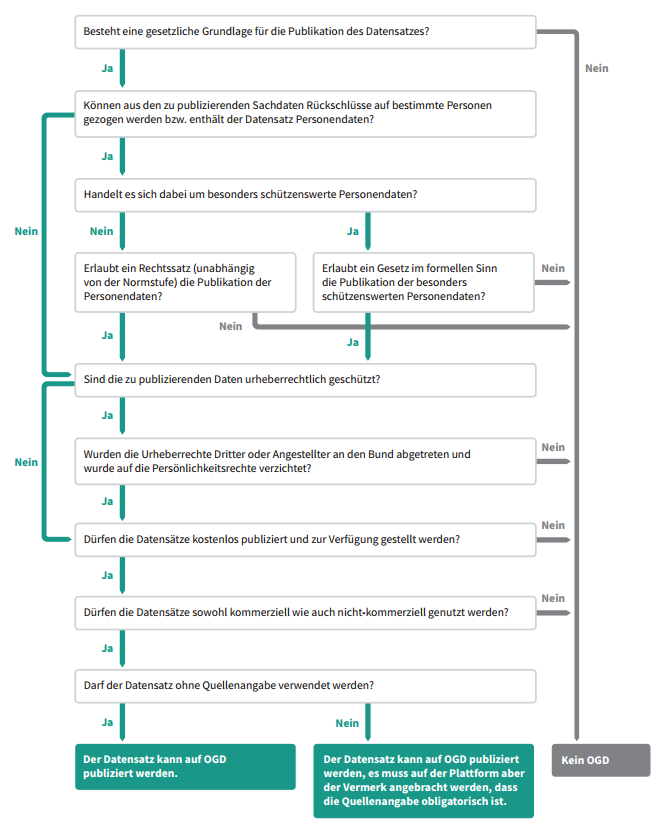 Besteht eine gesetzliche Grundlage für die Publikation des Datensatzes?
Ja
Nein
Können aus den zu publizierenden Sachdaten Rückschlüsse auf bestimmte Personen
gezogen werden bzw. enthält der Datensatz Personendaten?
Ja
Handelt es sich dabei um besonders schützenswerte Personendaten?
Nein
Nein
Ja
Erlaubt ein Rechtssatz (unabhängig
von der Normstufe) die Publikation der
Personendaten?
Erlaubt ein Gesetz im formellen Sinn
die Publikation der besonders
schützenswerten Personendaten?
Nein
Nein
Ja
Ja
Sind die zu publizierenden Daten urheberrechtlich geschützt?
Ja
Wurden die Urheberrechte Dritter oder Angestellter an den Bund abgetreten und
wurde auf die Persönlichkeitsrechte verzichtet?
Nein
Nein
Ja
Dürfen die Datensätze kostenlos publiziert und zur Verfügung gestellt werden?
Nein
Ja
Dürfen die Datensätze sowohl kommerziell wie auch nicht-kommerziell genutzt werden?
Nein
Ja
Darf der Datensatz ohne Quellenangabe verwendet werden?
Ja
Nein
Der Datensatz kann auf OGD
publiziert werden.
Der Datensatz kann auf OGD publiziert
werden, es muss auf der Plattform aber
der Vermerk angebracht werden, dass
die Quellenangabe obligatorisch ist.
Kein OGD